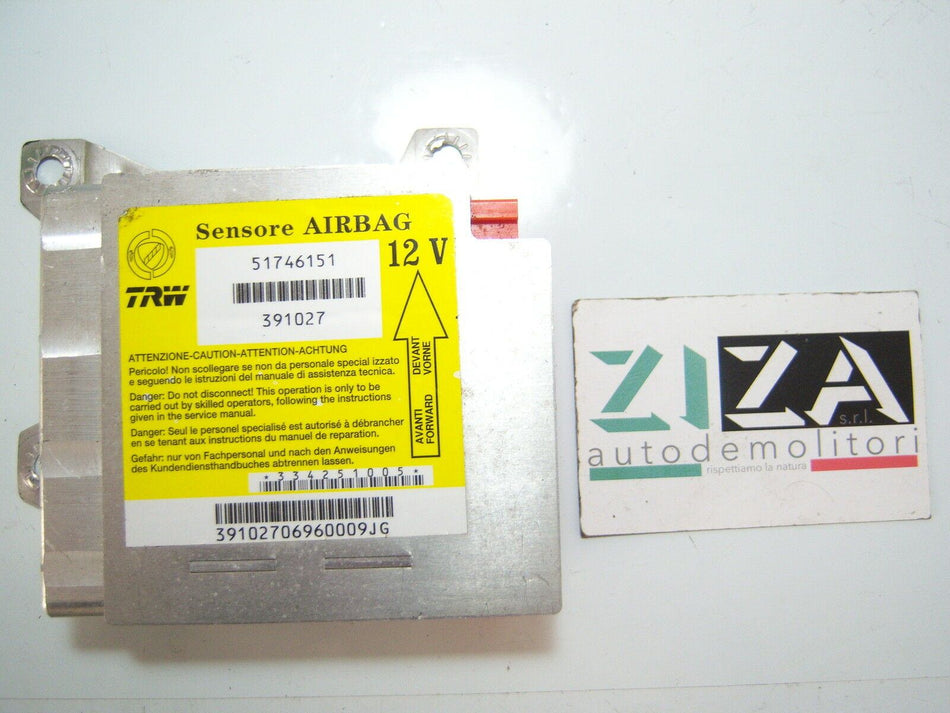 Sensore AIRBAG
12 V
TRW
51746151
391027
ATTENZIONE-CAUTION-ATTENTION-ACHTUNG
Pericolo! Non scollegare se non da personale special izzato
e seguendo le istruzioni del manuale di assistenza tecnica.
Danger: Do not disconnect! This operation is only to be
carried out by skilled operators, following the instructions
given in the service manual.
Danger: Seul le personel specialisé est autorisé à débrancher
en se tenant aux instructions du manuel de reparation.
Gefahr: nur von Fachpersonal und nach den Anweisungen
des Kundendiensthandbuches abtrennen lassen.
AVANTI DEVANT
FORWARD VORNE
*334251005*
39102706960009JG
ZIZA
s.r.l.
autodemolitori
rispettiamo la natura